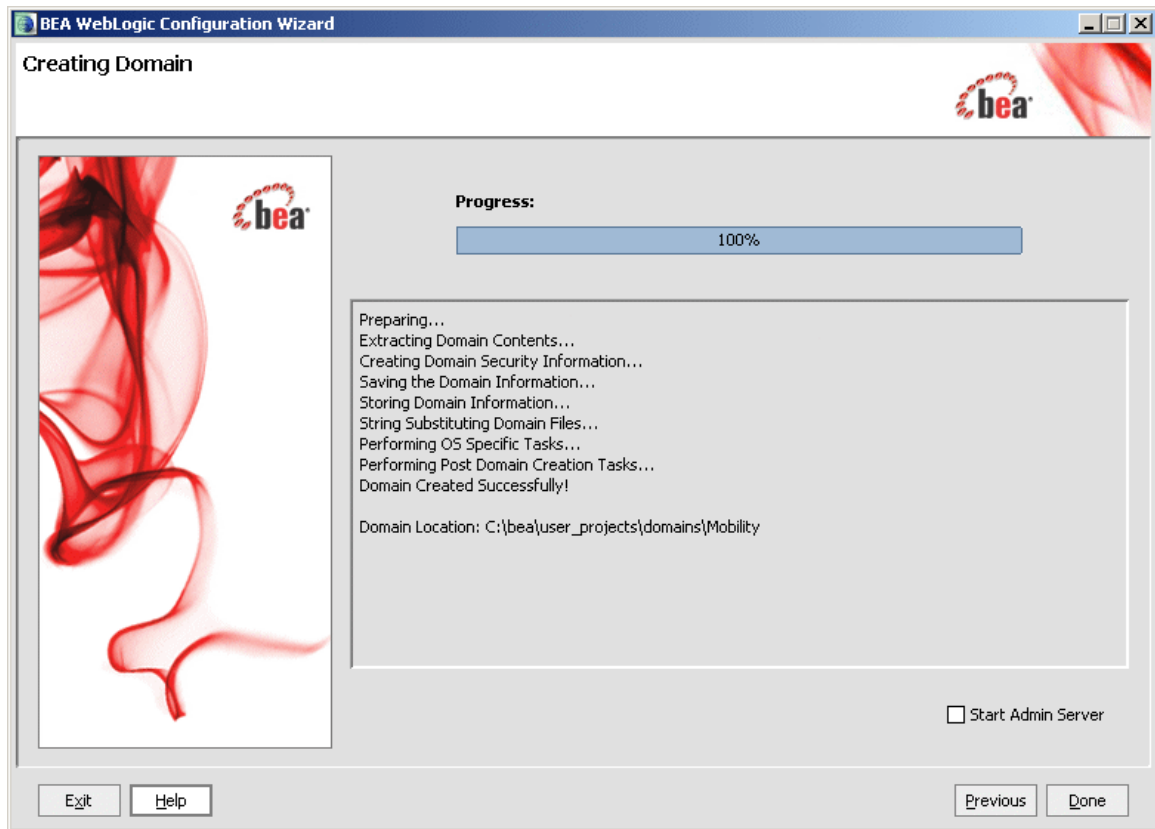 BEA WebLogic Configuration Wizard
Creating Domain
bea
bea
Progress:
100%
Preparing...
Extracting Domain Contents...
Creating Domain Security Information...
Saving the Domain Information...
Storing Domain Information...
String Substituting Domain Files...
Performing OS Specific Tasks...
Performing Post Domain Creation Tasks...
Domain Created Successfully!
Domain Location: C:\bea\user_projects\domains\Mobility
Start Admin Server
Exit
Help
Previous
Done